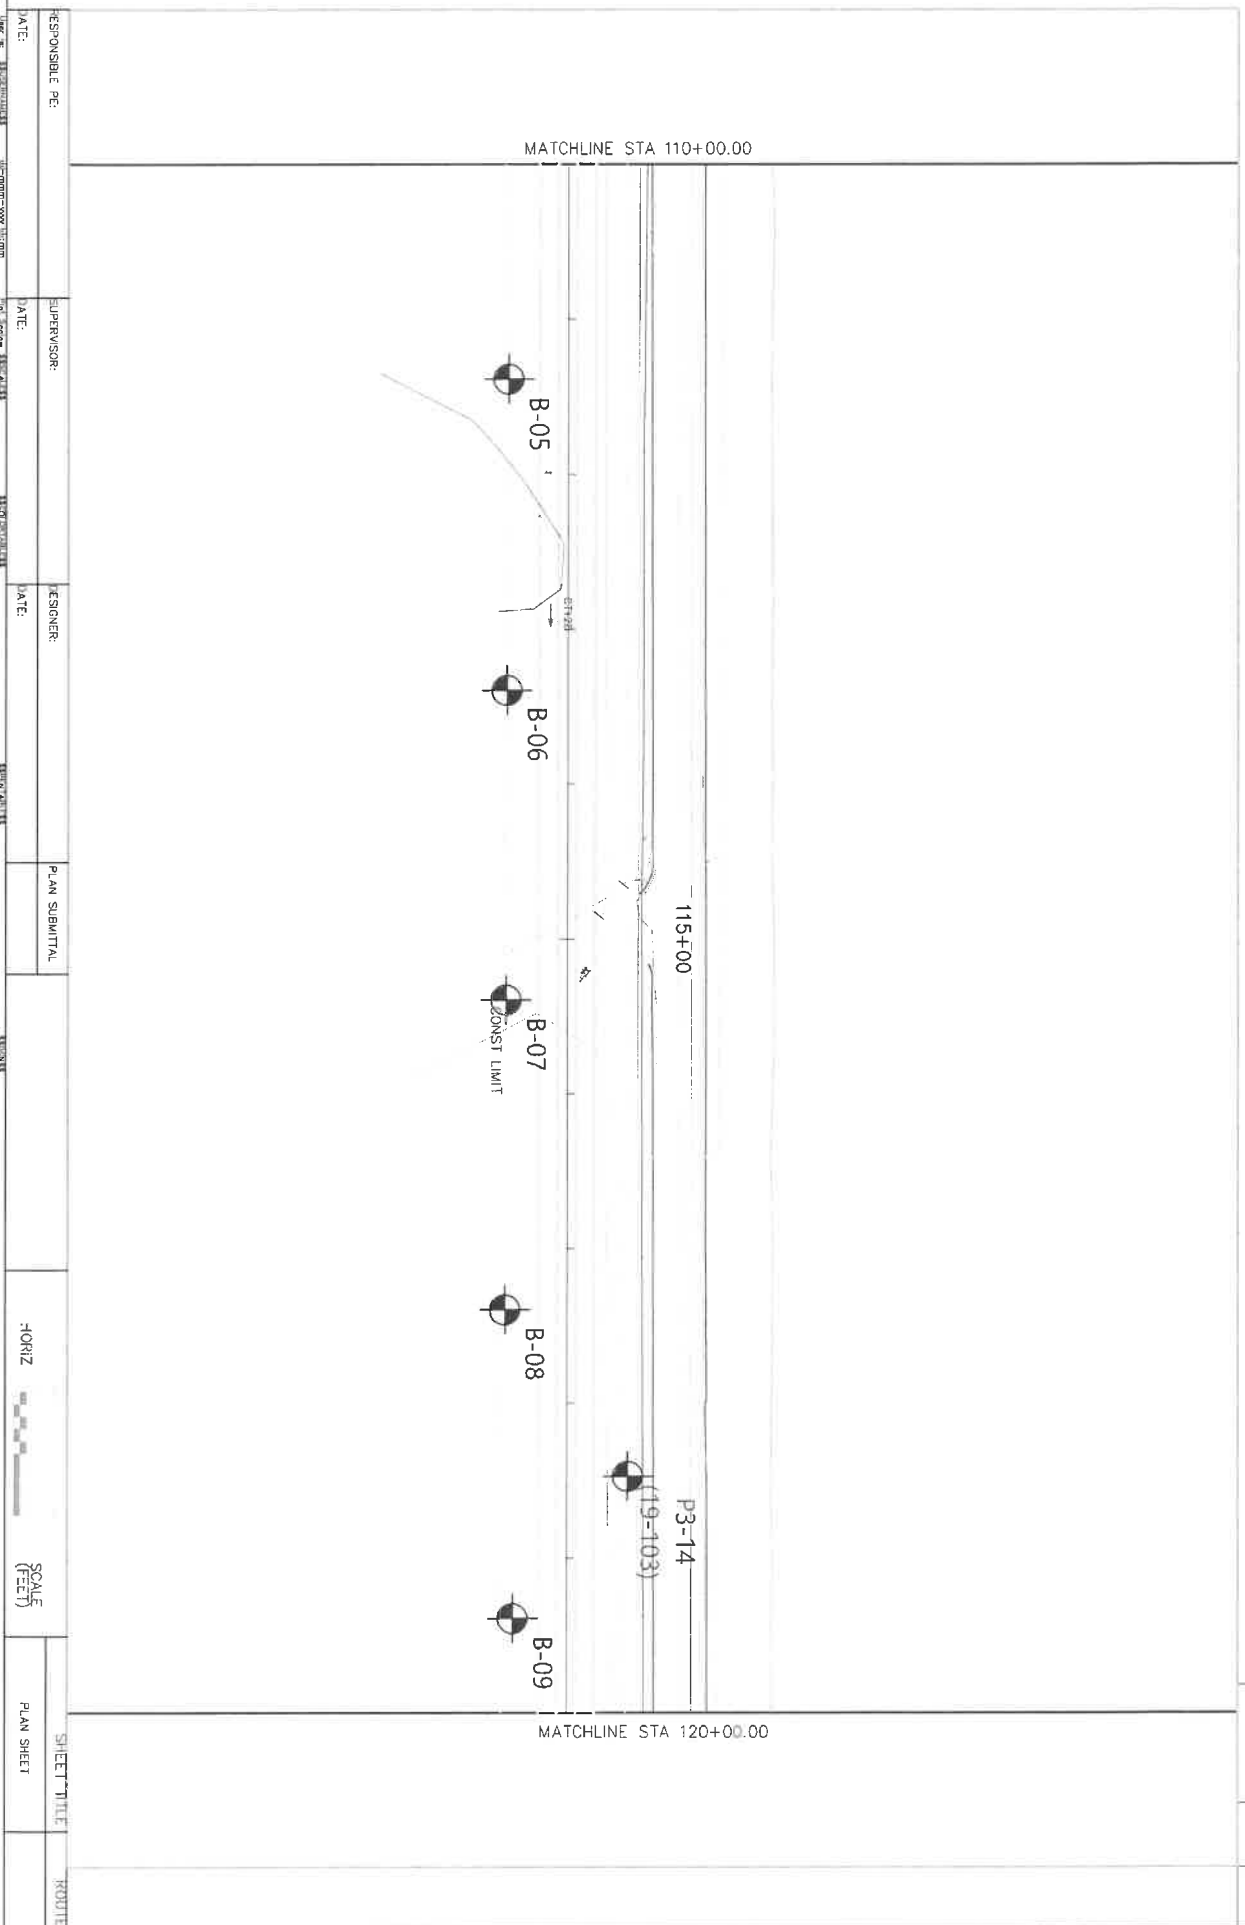 MATCHLINE STA 110+00.00
B-05
B-06
115+00
B-07
CONST LIMIT
B-08
P3-14
(19-103)
B-09
MATCHLINE STA 120+00.00
RESPONSIBLE PE:
DATE:
SUPERVISOR:
DATE:
DESIGNER:
DATE:
PLAN SUBMITTAL
HORIZ
SCALE
(FEET)
SHEET TITLE
PLAN SHEET
ROUTE